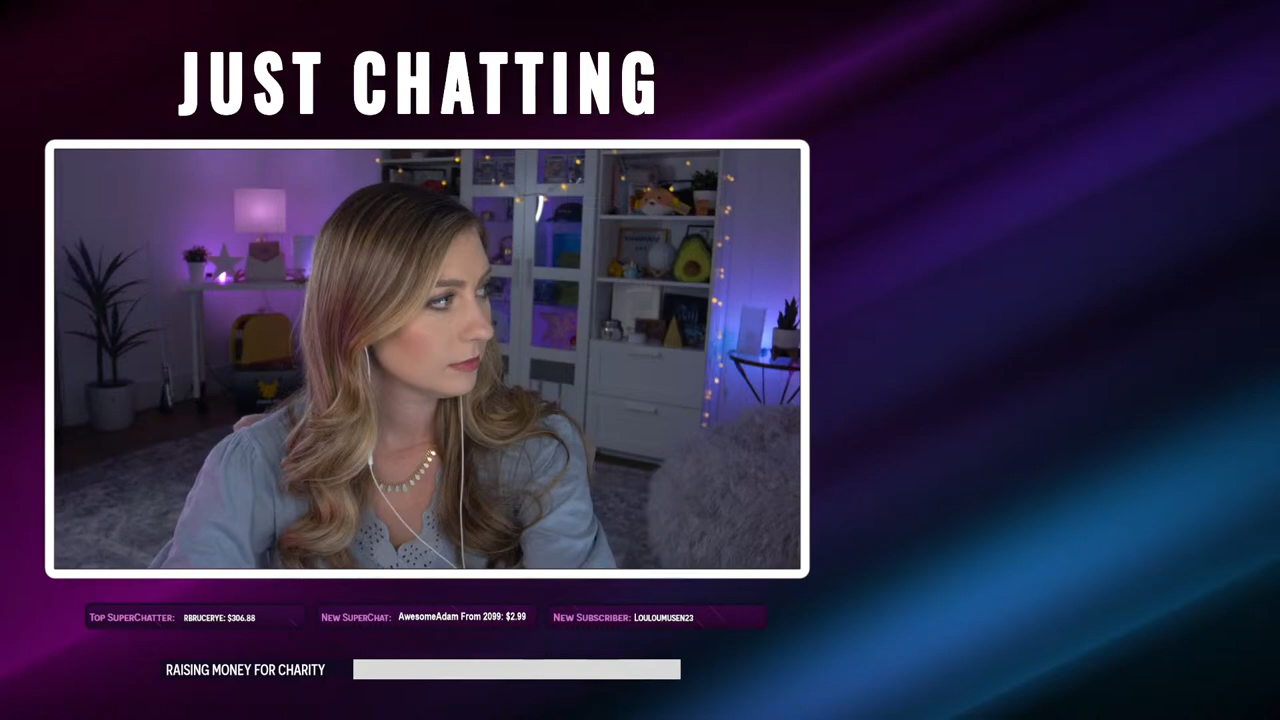 JUST CHATTING
TOP SUPERCHATTER: RBRUCERYE: $306.88
NEW SUPERCHAT: AwesomeAdam From 2099: $2.99
NEW SUBSCRIBER: LOULOUMUSEN23
RAISING MONEY FOR CHARITY